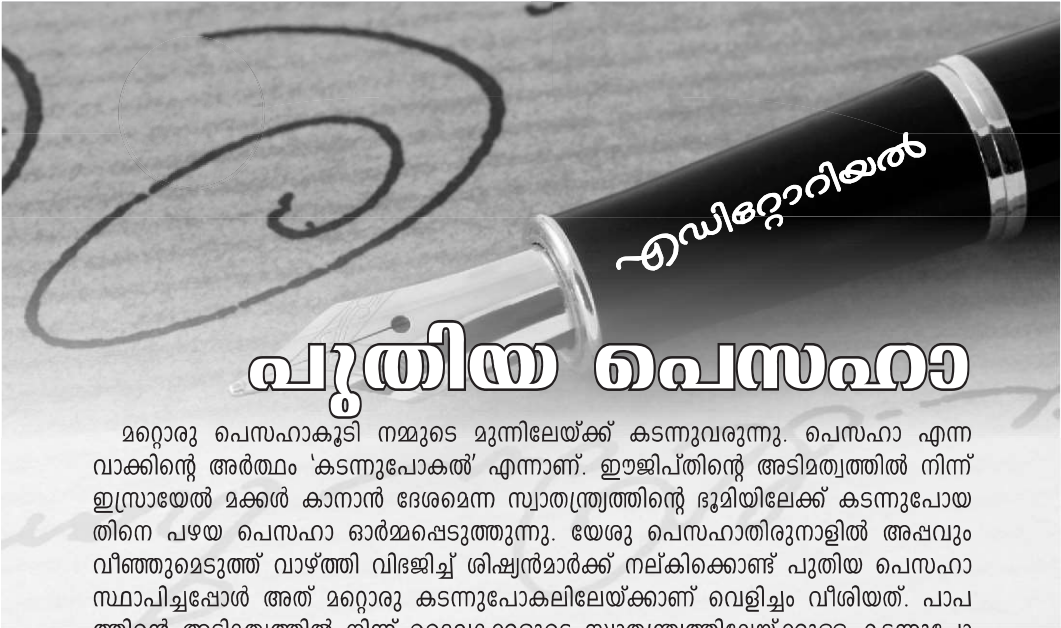 എഡിറ്റോറിയൽ
പുതിയ പെസഹാ
മറ്റൊരു പെസഹാകൂടി നമ്മുടെ മുന്നിലേയ്ക്ക് കടന്നുവരുന്നു. പെസഹാ എന്ന
വാക്കിന്റെ അർത്ഥം ‘കടന്നുപോകൽ’ എന്നാണ്. ഈജിപ്തിന്റെ അടിമത്വത്തിൽ നിന്ന്
ഇസ്രായേൽ മക്കൾ കാനാൻ ദേശമെന്ന സ്വാതന്ത്ര്യത്തിന്റെ ഭൂമിയിലേക്ക് കടന്നുപോയ
തിനെ പഴയ പെസഹാ ഓർമ്മപ്പെടുത്തുന്നു. യേശു പെസഹാതിരുനാളിൽ അപ്പവും
വീഞ്ഞുമെടുത്ത് വാഴ്ത്തി വിഭജിച്ച് ശിഷ്യൻമാർക്ക് നല്കിക്കൊണ്ട് പുതിയ പെസഹാ
സ്ഥാപിച്ചപ്പോൾ അത് മറ്റൊരു കടന്നുപോകലിലേയ്ക്കാണ് വെളിച്ചം വീശിയത്. പാപ